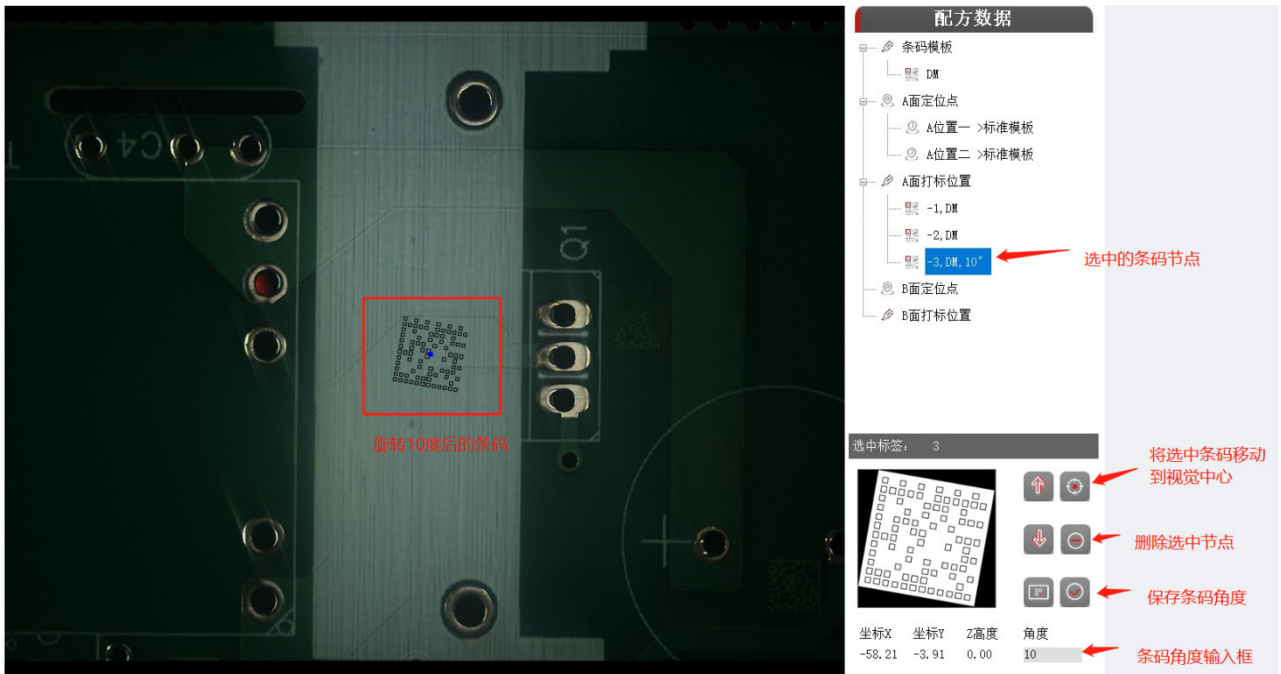 配方数据
条码模板
DM
A面定位点
A位置一 >标准模板
A位置二 >标准模板
A面打标位置
-1,DM
-2,DM
-3,DM,10°
选中的条码节点
B面定位点
B面打标位置
C4
Q1
旋转10度后的条码
选中标签: 3
将选中条码移动
到视觉中心
删除选中节点
保存条码角度
坐标X 坐标Y Z高度 角度
-58.21 -3.91 0.00 10
条码角度输入框